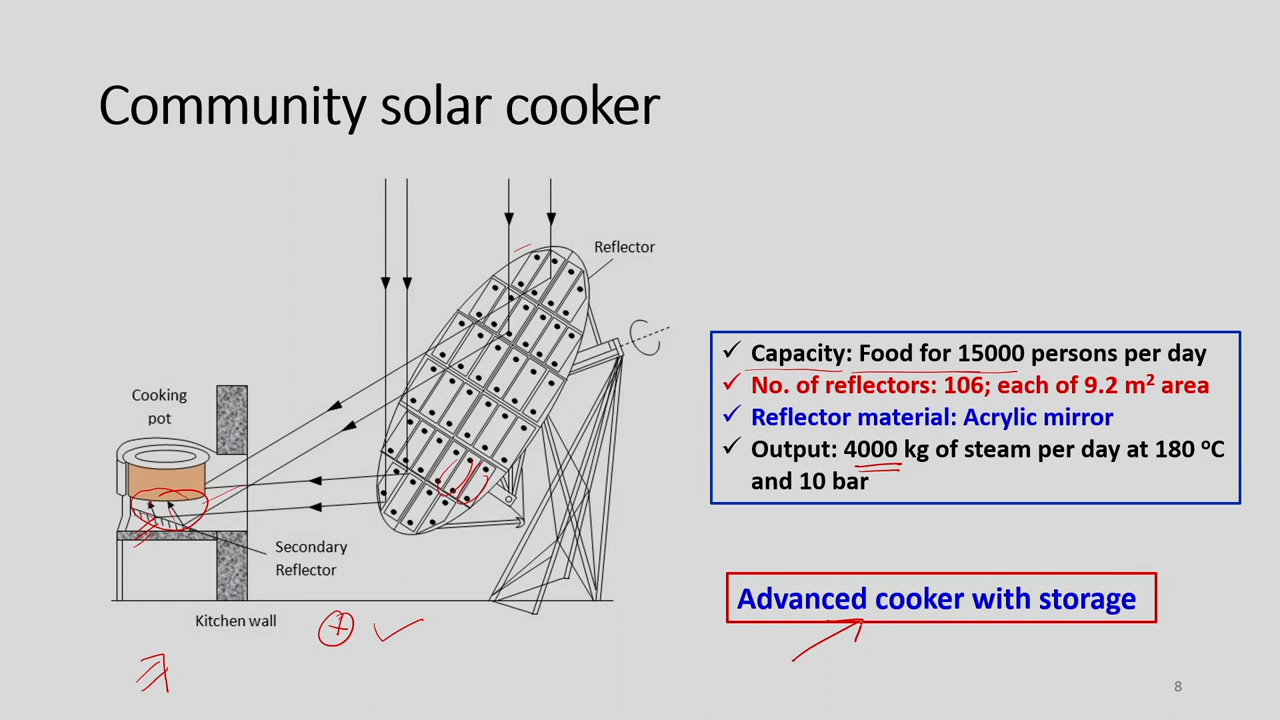 Community solar cooker
Reflector
Cooking
pot
Secondary
Reflector
Kitchen wall
✓ Capacity: Food for 15000 persons per day
✓ No. of reflectors: 106; each of 9.2 m² area
✓ Reflector material: Acrylic mirror
✓ Output: 4000 kg of steam per day at 180 ᵒC
and 10 bar
Advanced cooker with storage
8